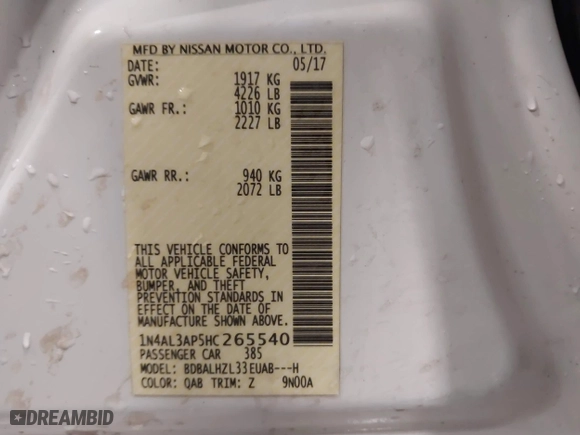 MFD BY NISSAN MOTOR CO., LTD.
DATE: 05/17
GVWR: 1917 KG
4226 LB
GAWR FR.: 1010 KG
2227 LB
GAWR RR.: 940 KG
2072 LB
THIS VEHICLE CONFORMS TO
ALL APPLICABLE FEDERAL
MOTOR VEHICLE SAFETY,
BUMPER, AND THEFT
PREVENTION STANDARDS IN
EFFECT ON THE DATE OF
MANUFACTURE SHOWN ABOVE.
1N4AL3AP5HC265540
PASSENGER CAR 385
MODEL: BDBALHZL33EUAB---H
COLOR: QAB TRIM: Z 9N00A
DREAMBID